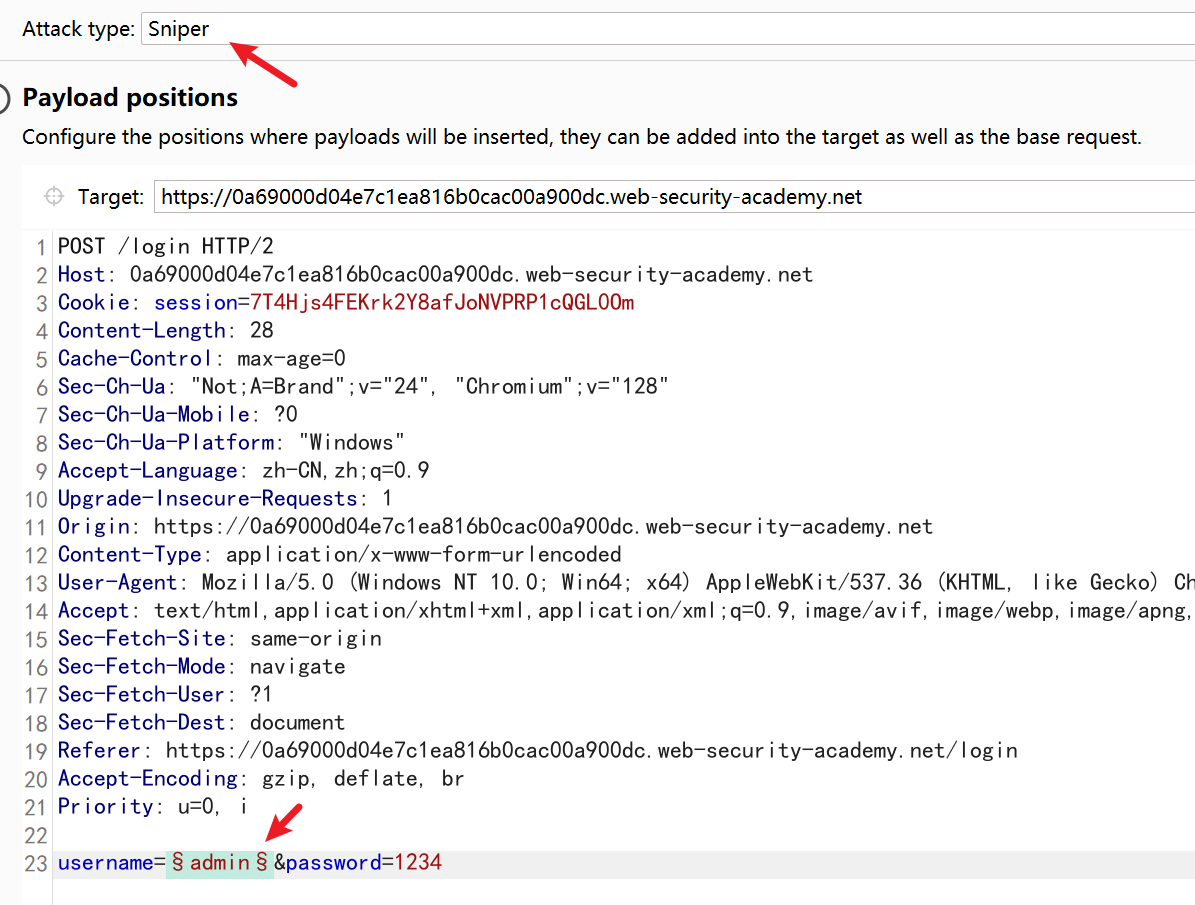 Attack type: Sniper
Payload positions
Configure the positions where payloads will be inserted, they can be added into the target as well as the base request.
Target: https://0a69000d04e7c1ea816b0cac00a900dc.web-security-academy.net
1 POST /login HTTP/2
2 Host: 0a69000d04e7c1ea816b0cac00a900dc.web-security-academy.net
3 Cookie: session=7T4Hjs4FEKrk2Y8afJoNVPRP1cQGLOOm
4 Content-Length: 28
5 Cache-Control: max-age=0
6 Sec-Ch-Ua: "Not;A=Brand";v="24", "Chromium";v="128"
7 Sec-Ch-Ua-Mobile: ?0
8 Sec-Ch-Ua-Platform: "Windows"
9 Accept-Language: zh-CN,zh;q=0.9
10 Upgrade-Insecure-Requests: 1
11 Origin: https://0a69000d04e7c1ea816b0cac00a900dc.web-security-academy.net
12 Content-Type: application/x-www-form-urlencoded
13 User-Agent: Mozilla/5.0 (Windows NT 10.0; Win64; x64) AppleWebKit/537.36 (KHTML, like Gecko) Ch
14 Accept: text/html,application/xhtml+xml,application/xml;q=0.9,image/avif,image/webp,image/apng,
15 Sec-Fetch-Site: same-origin
16 Sec-Fetch-Mode: navigate
17 Sec-Fetch-User: ?1
18 Sec-Fetch-Dest: document
19 Referer: https://0a69000d04e7c1ea816b0cac00a900dc.web-security-academy.net/login
20 Accept-Encoding: gzip, deflate, br
21 Priority: u=0, i
22
23 username=§admin§&password=1234